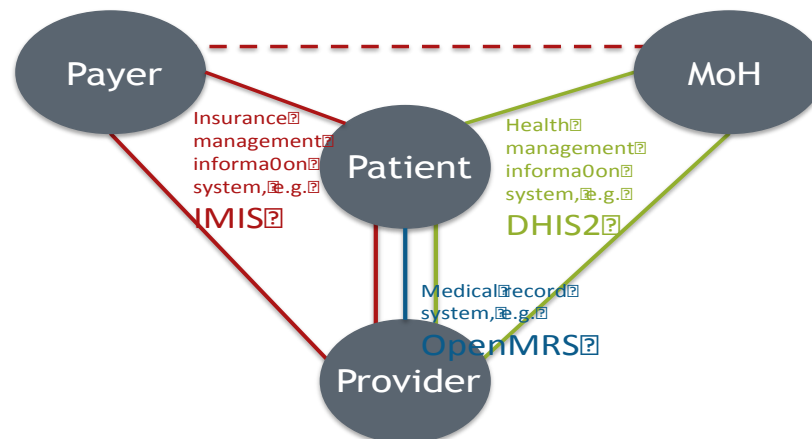 Payer
MoH
Insurance⍰
management⍰
informa0on⍰
system,⍰e.g.⍰
IMIS⍰
Patient
Health⍰
management⍰
informa0on⍰
system,⍰e.g.⍰
DHIS2⍰
Medical⍰record⍰
system,⍰e.g.⍰
OpenMRS⍰
Provider